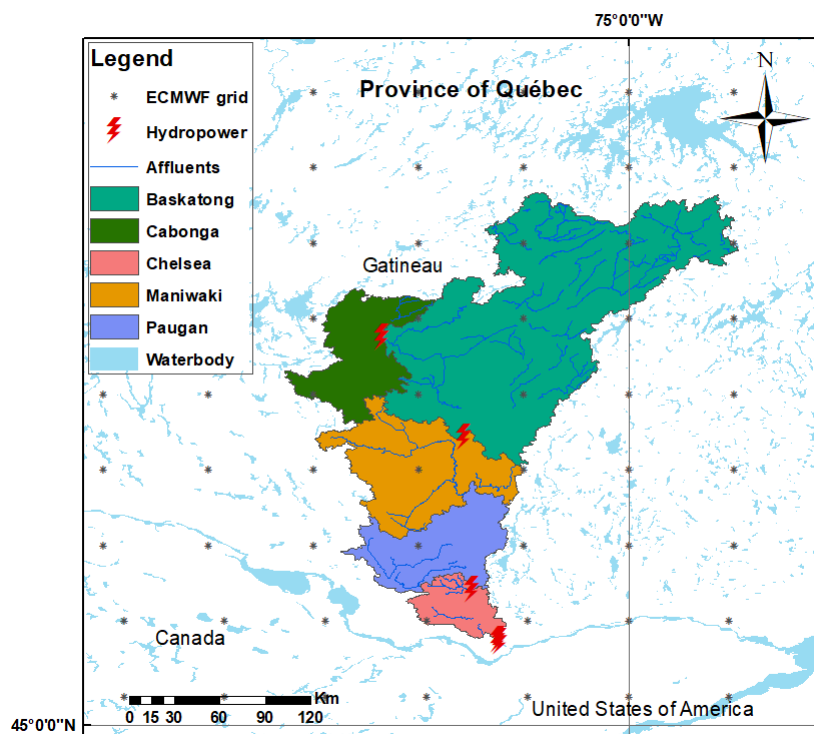 75°0'0"W
Legend
ECMWF grid
Hydropower
Affluents
Baskatong
Cabonga
Chelsea
Maniwaki
Paugan
Waterbody
Province of Québec
N
Gatineau
Canada
Km
0 15 30 60 90 120
United States of America
45°0'0"N